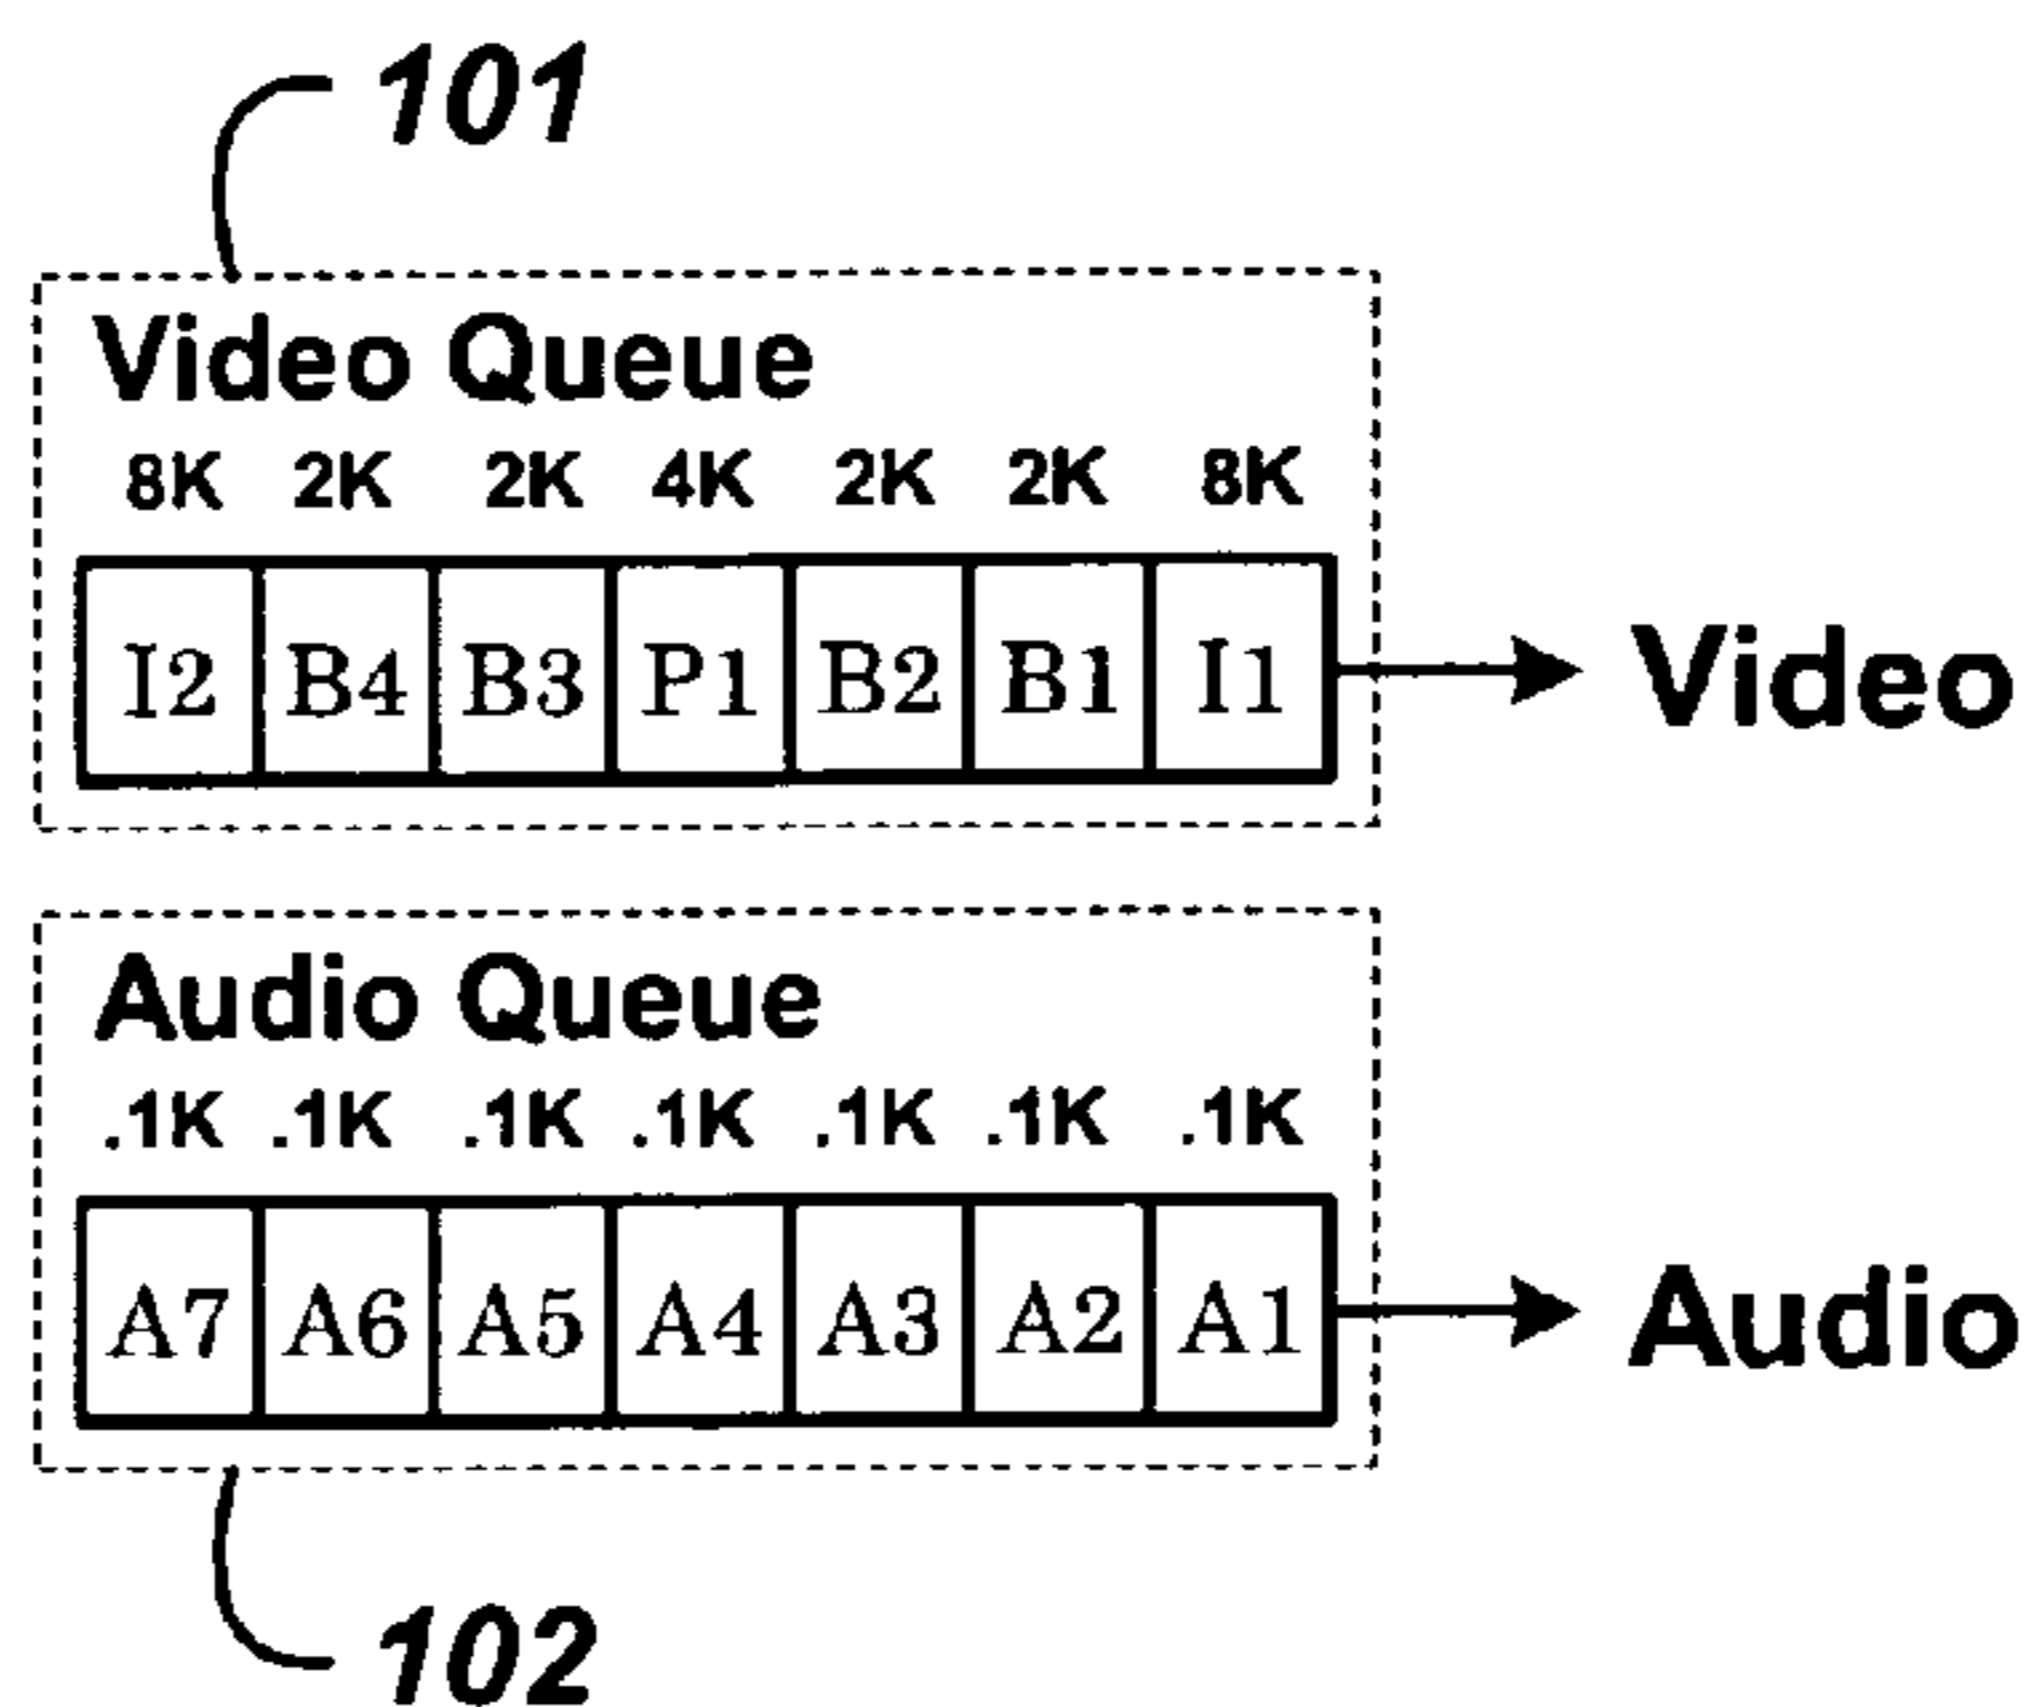 101
Video Queue
8K 2K 2K 4K 2K 2K 8K
I2 B4 B3 P1 B2 B1 I1
Video
Audio Queue
.1K .1K .1K .1K .1K .1K .1K
A7 A6 A5 A4 A3 A2 A1
Audio
102